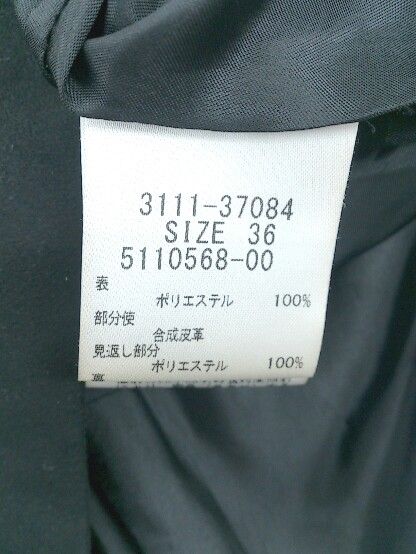 3111-37084
SIZE 36
5110568-00
表
ポリエステル 100%
部分使
合成皮革
見返し部分
ポリエステル 100%
裏